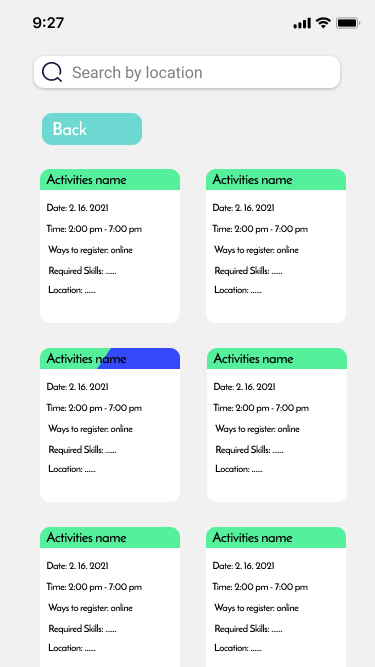 9:27
Search by location
Back
Activities name
Date: 2. 16. 2021
Time: 2:00 pm - 7:00 pm
Ways to register: online
Required Skills: .....
Location: .....
Activities name
Date: 2. 16. 2021
Time: 2:00 pm - 7:00 pm
Ways to register: online
Required Skills: .....
Location: .....
Activities name
Date: 2. 16. 2021
Time: 2:00 pm - 7:00 pm
Ways to register: online
Required Skills: .....
Location: .....
Activities name
Date: 2. 16. 2021
Time: 2:00 pm - 7:00 pm
Ways to register: online
Required Skills: .....
Location: .....
Activities name
Date: 2. 16. 2021
Time: 2:00 pm - 7:00 pm
Ways to register: online
Required Skills: .....
Location: .....
Activities name
Date: 2. 16. 2021
Time: 2:00 pm - 7:00 pm
Ways to register: online
Required Skills: .....
Location: .....